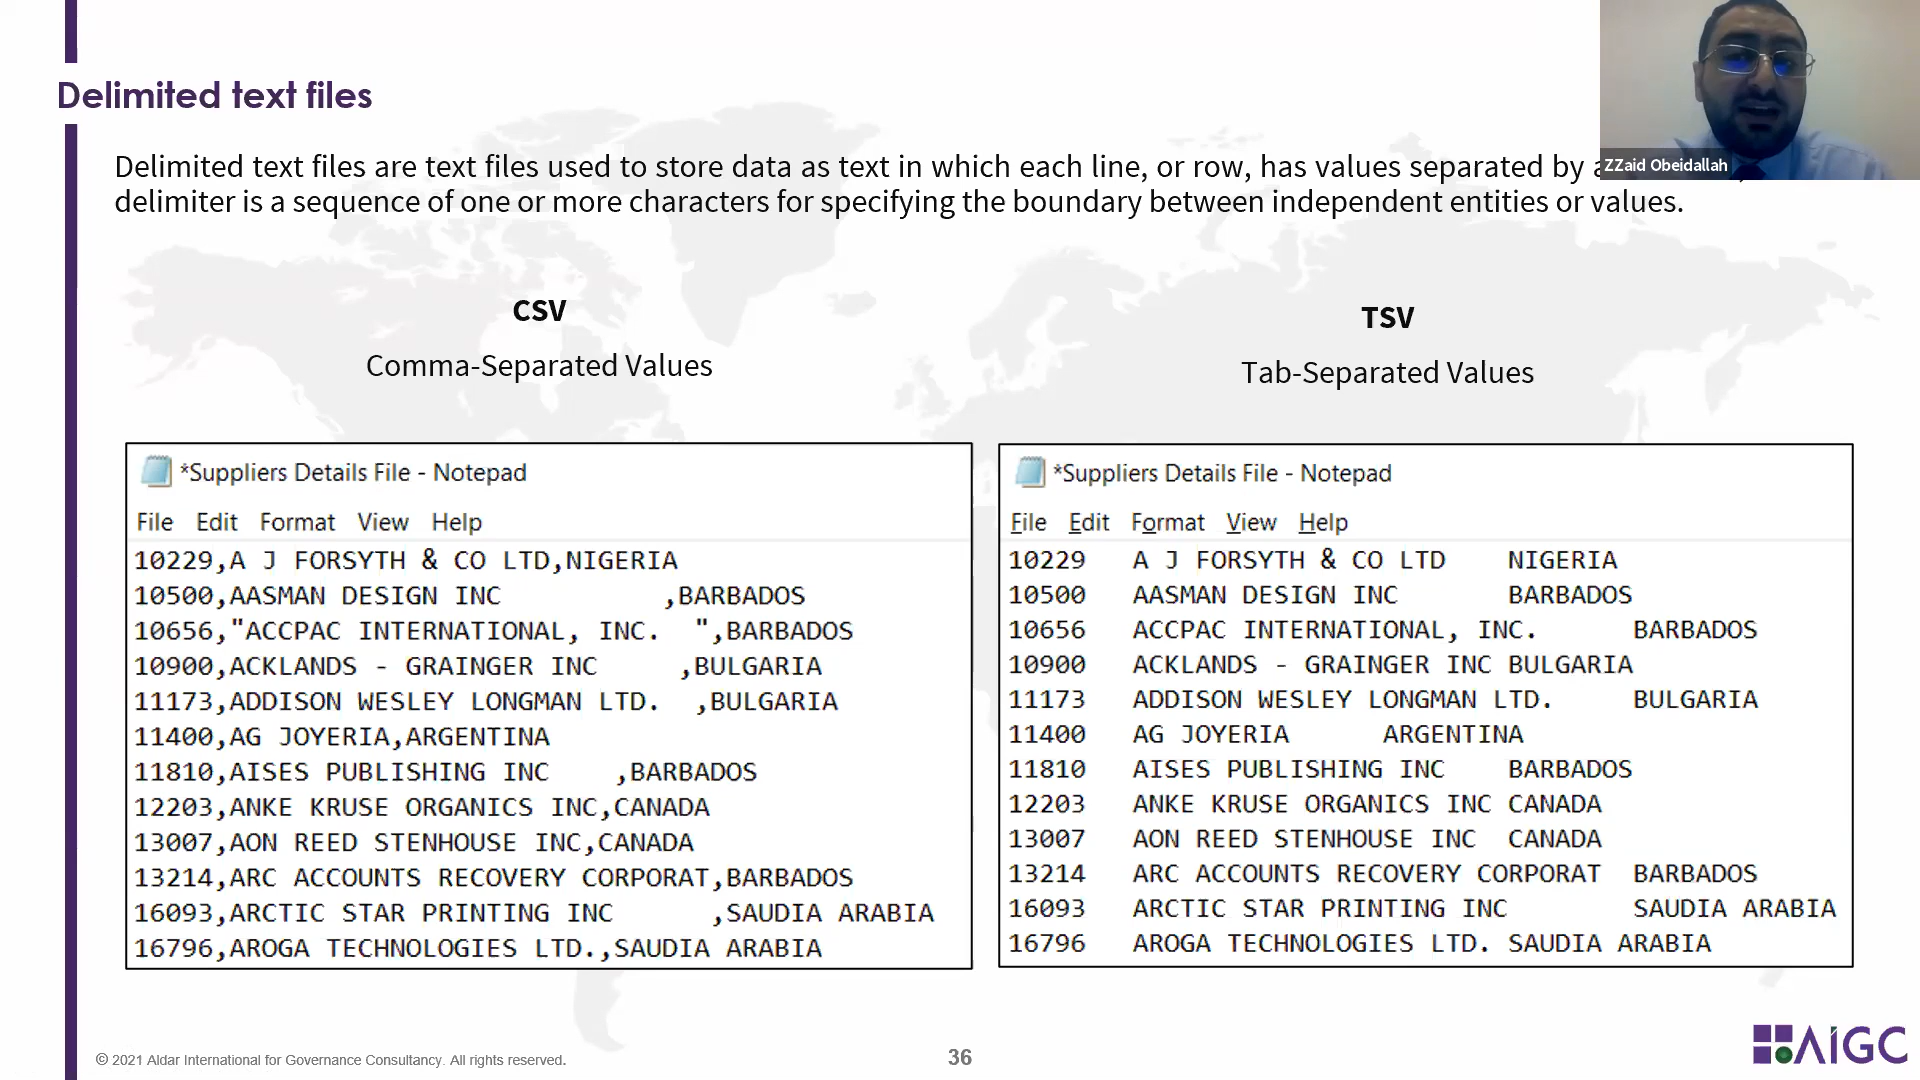 Delimited text files
ZZaid Obeidallah
Delimited text files are text files used to store data as text in which each line, or row, has values separated by
delimiter is a sequence of one or more characters for specifying the boundary between independent entities or values.
CSV
Comma-Separated Values
*Suppliers Details File - Notepad
File Edit Format View Help
10229,A J FORSYTH & CO LTD,NIGERIA
10500,AASMAN DESIGN INC          ,BARBADOS
10656,"ACCPAC INTERNATIONAL, INC.  ",BARBADOS
10900,ACKLANDS - GRAINGER INC     ,BULGARIA
11173,ADDISON WESLEY LONGMAN LTD.  ,BULGARIA
11400,AG JOYERIA,ARGENTINA
11810,AISES PUBLISHING INC    ,BARBADOS
12203,ANKE KRUSE ORGANICS INC,CANADA
13007,AON REED STENHOUSE INC,CANADA
13214,ARC ACCOUNTS RECOVERY CORPORAT,BARBADOS
16093,ARCTIC STAR PRINTING INC      ,SAUDIA ARABIA
16796,AROGA TECHNOLOGIES LTD.,SAUDIA ARABIA
TSV
Tab-Separated Values
*Suppliers Details File - Notepad
File Edit Format View Help
10229	A J FORSYTH & CO LTD	NIGERIA
10500	AASMAN DESIGN INC	BARBADOS
10656	ACCPAC INTERNATIONAL, INC.	BARBADOS
10900	ACKLANDS - GRAINGER INC	BULGARIA
11173	ADDISON WESLEY LONGMAN LTD.	BULGARIA
11400	AG JOYERIA	ARGENTINA
11810	AISES PUBLISHING INC	BARBADOS
12203	ANKE KRUSE ORGANICS INC	CANADA
13007	AON REED STENHOUSE INC	CANADA
13214	ARC ACCOUNTS RECOVERY CORPORAT	BARBADOS
16093	ARCTIC STAR PRINTING INC	SAUDIA ARABIA
16796	AROGA TECHNOLOGIES LTD.	SAUDIA ARABIA
© 2021 Aldar International for Governance Consultancy. All rights reserved.
36
AIGC